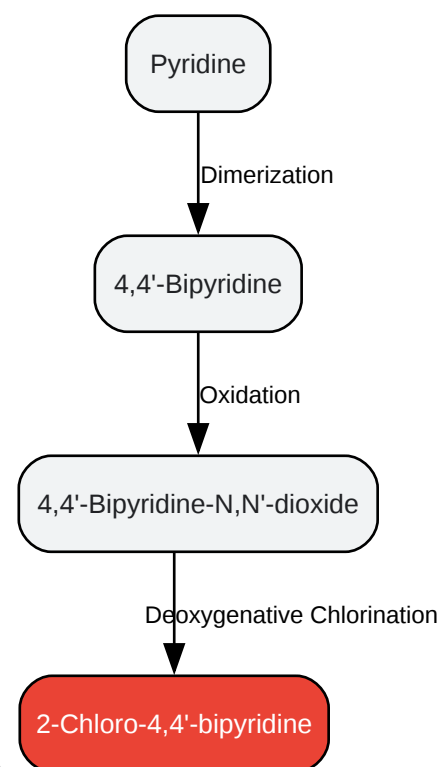 Pyridine
Dimerization
4,4'-Bipyridine
Oxidation
4,4'-Bipyridine-N,N'-dioxide
Deoxygenative Chlorination
2-Chloro-4,4'-bipyridine